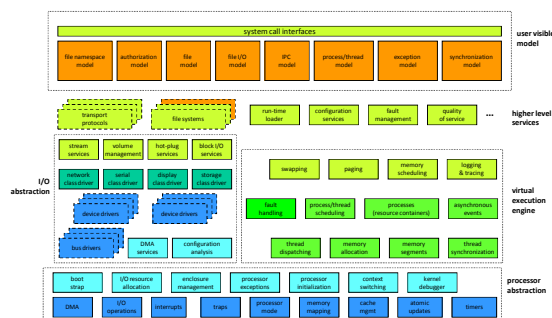 system call interfaces
user visible
model
file namespace
model
authorization
model
file
model
file I/O
model
IPC
model
process/thread
model
exception
model
synchronization
model
transport
protocols
file systems
run-time
loader
configuration
services
fault
management
quality
of service
...
higher level
services
stream
services
volume
management
hot-plug
services
block I/O
services
network
class driver
serial
class driver
display
class driver
storage
class driver
I/O
abstraction
device drivers
device drivers
bus drivers
DMA
services
configuration
analysis
swapping
paging
memory
scheduling
logging
& tracing
fault
handling
process/thread
scheduling
processes
(resource containers)
asynchronous
events
virtual
execution
engine
thread
dispatching
memory
allocation
memory
segments
thread
synchronization
boot
strap
I/O resource
allocation
enclosure
management
processor
exceptions
processor
initialization
context
switching
kernel
debugger
processor
abstraction
DMA
I/O
operations
interrupts
traps
processor
mode
memory
mapping
cache
mgmt
atomic
updates
timers